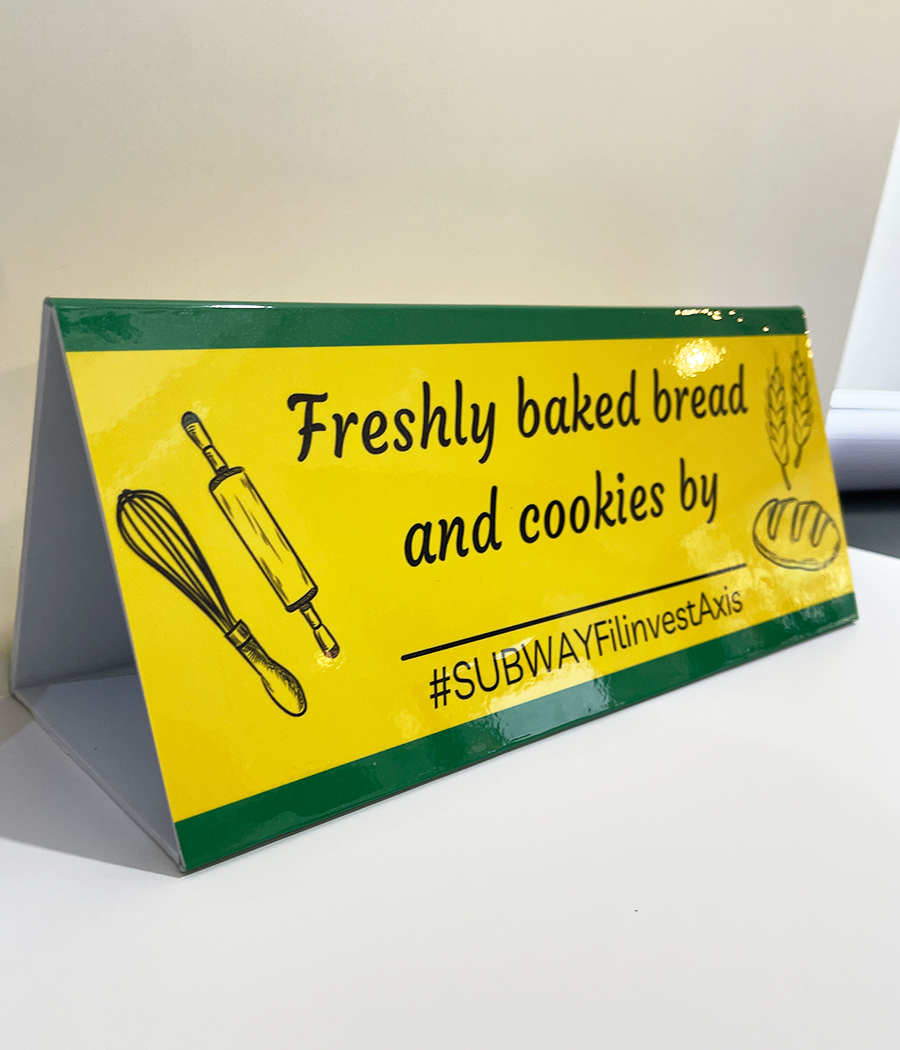 Freshly baked bread
and cookies by
#SUBWAYFilinvestAxis